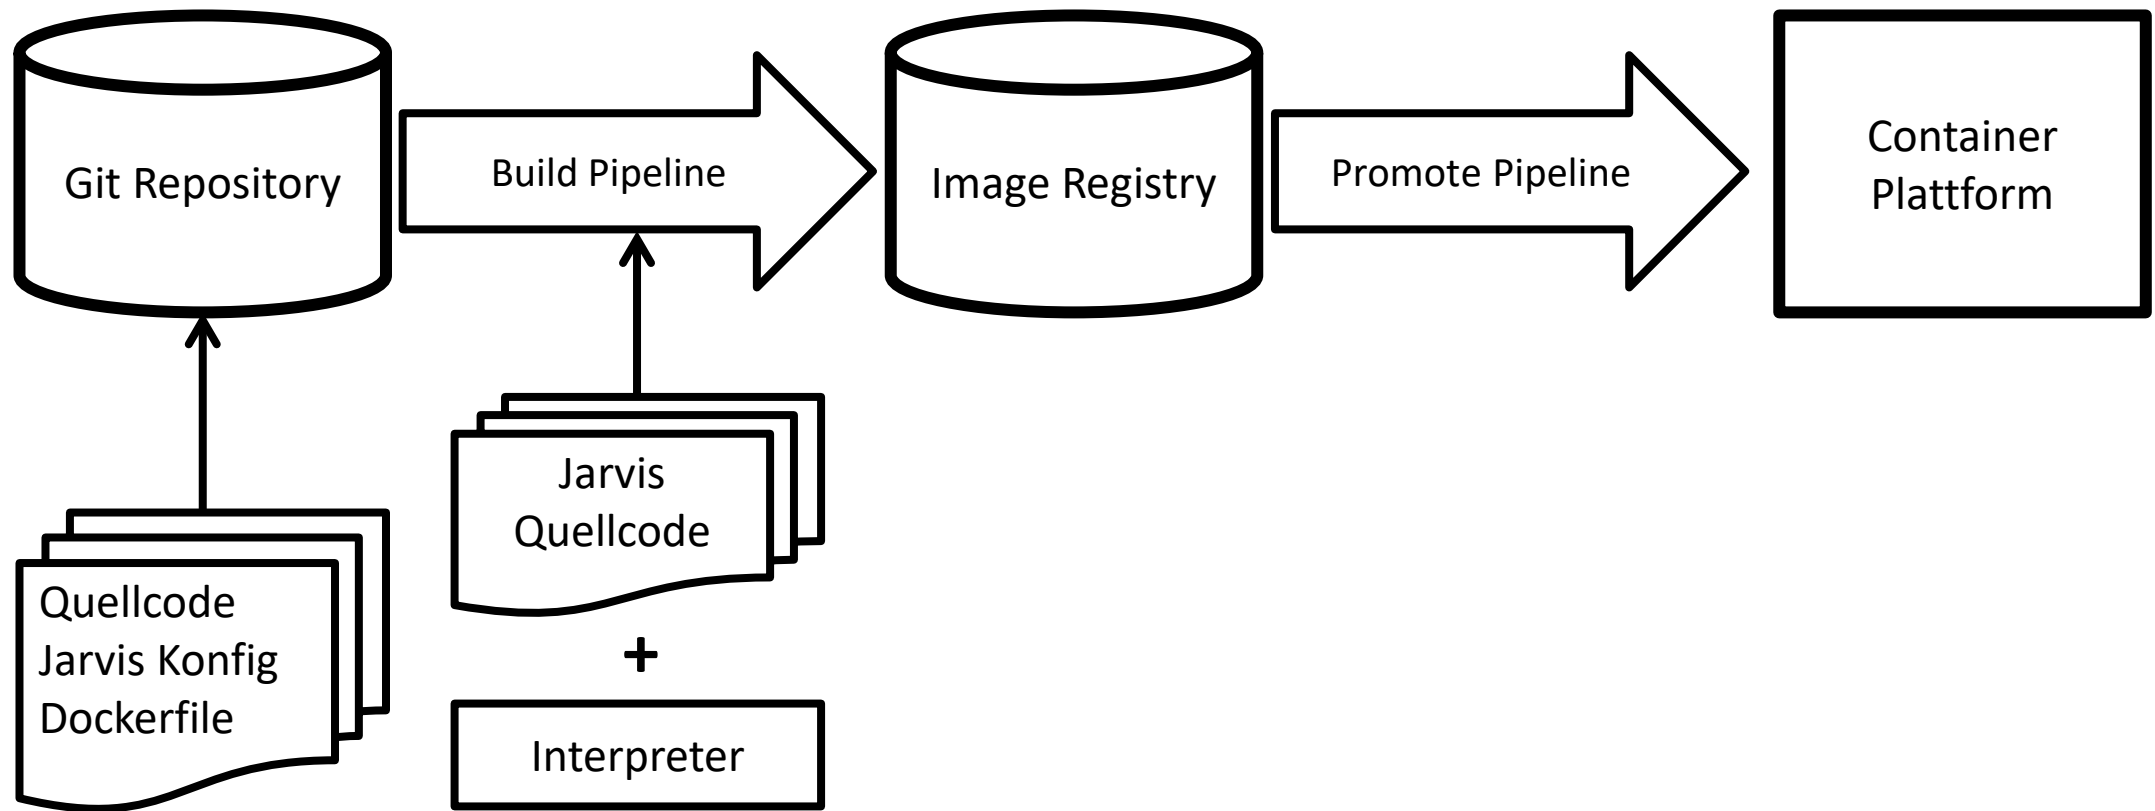 Git Repository
Build Pipeline
Image Registry
Promote Pipeline
Container
Plattform
Jarvis
Quellcode
Quellcode
Jarvis Konfig
Dockerfile
+
Interpreter